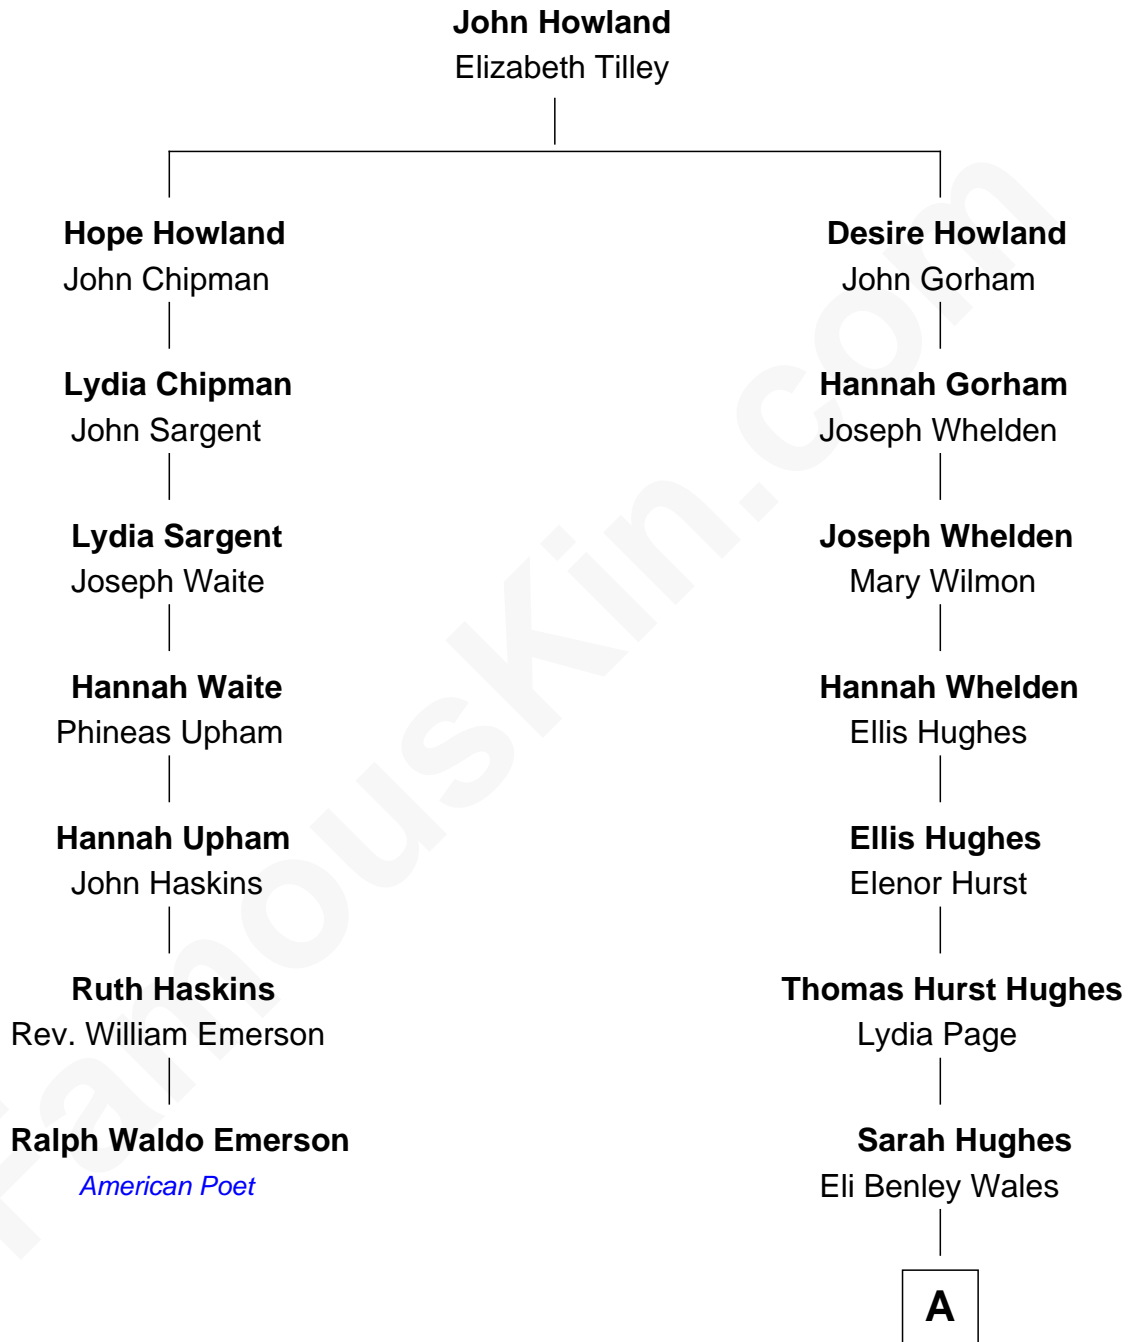 John Howland
Elizabeth Tilley
Hope Howland
John Chipman
Desire Howland
John Gorham
Lydia Chipman
John Sargent
Hannah Gorham
Joseph Whelden
Lydia Sargent
Joseph Waite
Joseph Whelden
Mary Wilmon
Hannah Waite
Phineas Upham
Hannah Whelden
Ellis Hughes
Hannah Upham
John Haskins
Ellis Hughes
Elenor Hurst
Ruth Haskins
Rev. William Emerson
Thomas Hurst Hughes
Lydia Page
Ralph Waldo Emerson
American Poet
Sarah Hughes
Eli Benley Wales
A
FamousKin.com